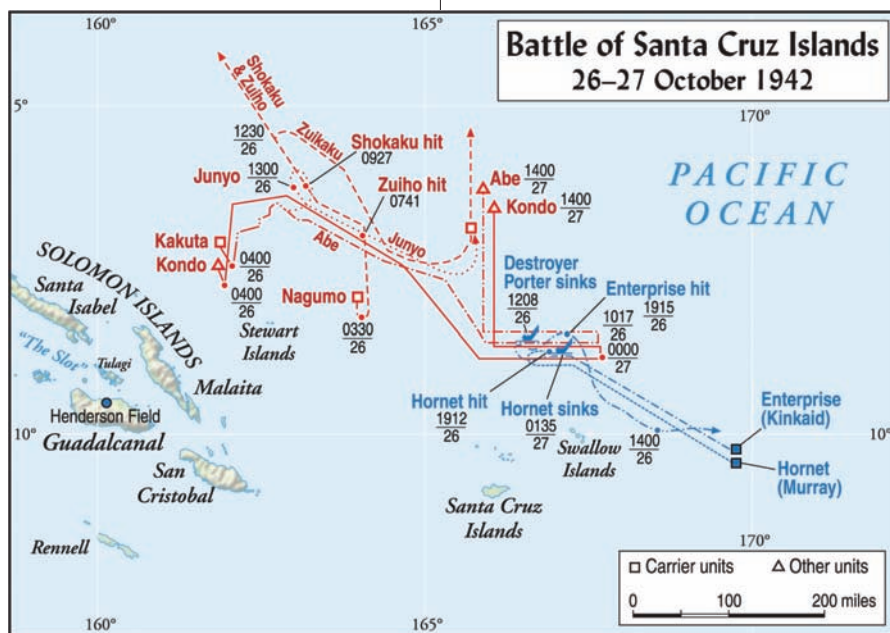 160°
165°
Battle of Santa Cruz Islands
26–27 October 1942
5°
170°
Shokaku
& Zuiho
1230
26
Zuikaku
Shokaku hit
0927
Junyo
1300
26
Zuiho hit
0741
Abe
1400
27
Kondo
1400
27
PACIFIC
OCEAN
Kakuta
Kondo
0400
26
0400
26
Abe
Junyo
Nagumo
0330
26
Destroyer
Porter sinks
1208
26
Enterprise hit
1017
26
1915
26
0000
27
SOLOMON ISLANDS
Santa
Isabel
Stewart
Islands
"The Slot"
Tulagi
Malaita
Henderson Field
Guadalcanal
Hornet hit
1912
26
Hornet sinks
0135
27
Swallow
Islands
1400
26
Enterprise
(Kinkaid)
Hornet
(Murray)
10°
10°
San
Cristobal
Santa Cruz
Islands
Rennell
170°
Carrier units
Other units
0 100 200 miles
160°
165°